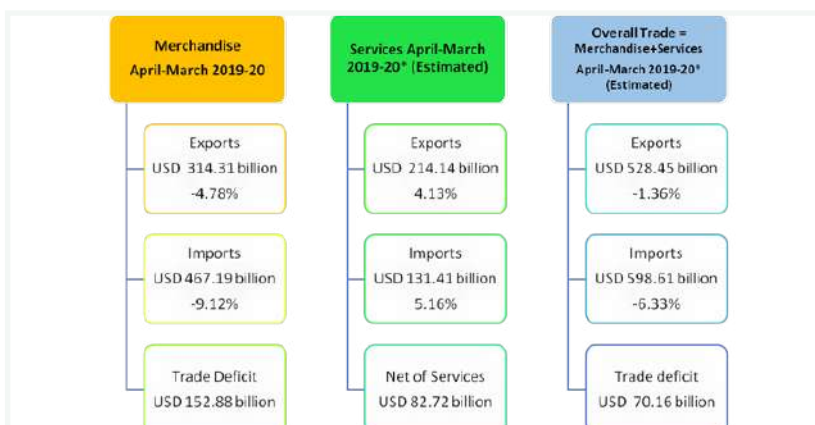 Merchandise
April-March 2019-20
Exports
USD 314.31 billion
-4.78%
Imports
USD 467.19 billion
-9.12%
Trade Deficit
USD 152.88 billion
Services April-March
2019-20* (Estimated)
Exports
USD 214.14 billion
4.13%
Imports
USD 131.41 billion
5.16%
Net of Services
USD 82.72 billion
Overall Trade =
Merchandise+Services
April-March 2019-20*
(Estimated)
Exports
USD 528.45 billion
-1.36%
Imports
USD 598.61 billion
-6.33%
Trade deficit
USD 70.16 billion